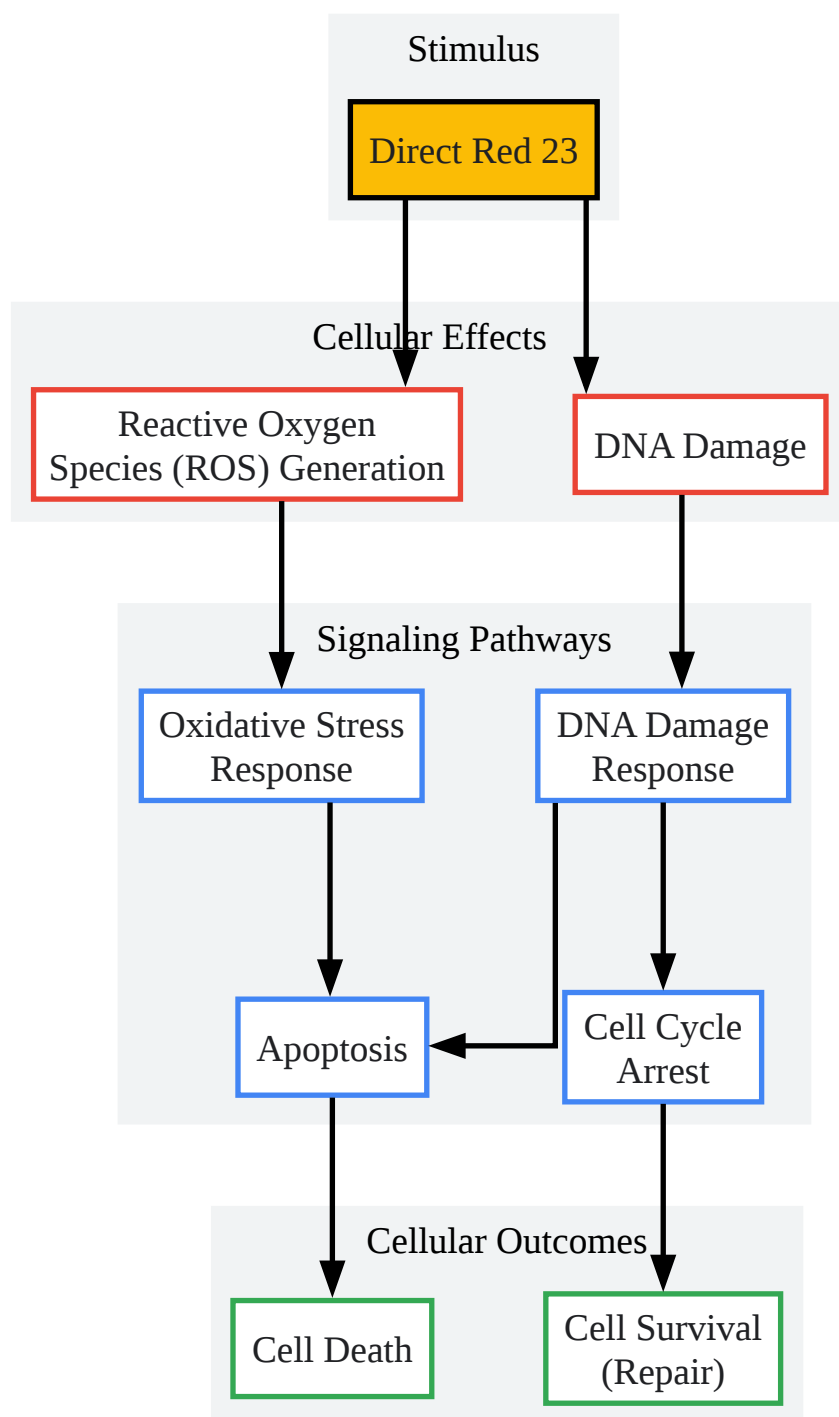 Stimulus
Direct Red 23
Cellular Effects
Reactive Oxygen
Species (ROS) Generation
DNA Damage
Signaling Pathways
Oxidative Stress
Response
DNA Damage
Response
Apoptosis
Cell Cycle
Arrest
Cellular Outcomes
Cell Death
Cell Survival
(Repair)